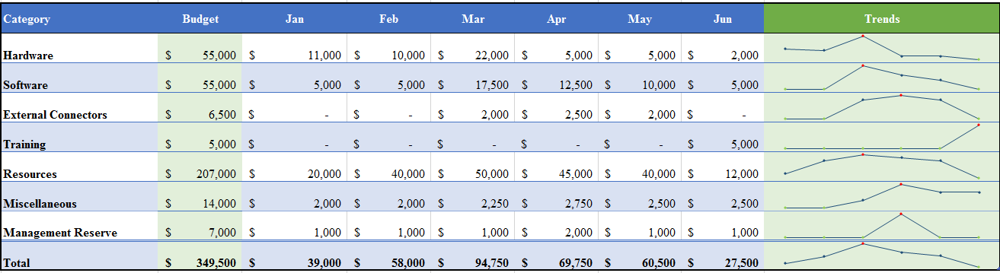 Category Budget Jan Feb Mar Apr May Jun Trends
Hardware $ 55,000 $ 11,000 $ 10,000 $ 22,000 $ 5,000 $ 5,000 $ 2,000
Software $ 55,000 $ 5,000 $ 5,000 $ 17,500 $ 12,500 $ 10,000 $ 5,000
External Connectors $ 6,500 $ - $ - $ 2,000 $ 2,500 $ 2,000 $ -
Training $ 5,000 $ - $ - $ - $ - $ - $ 5,000
Resources $ 207,000 $ 20,000 $ 40,000 $ 50,000 $ 45,000 $ 40,000 $ 12,000
Miscellaneous $ 14,000 $ 2,000 $ 2,000 $ 2,250 $ 2,750 $ 2,500 $ 2,500
Management Reserve $ 7,000 $ 1,000 $ 1,000 $ 1,000 $ 2,000 $ 1,000 $ 1,000
Total $ 349,500 $ 39,000 $ 58,000 $ 94,750 $ 69,750 $ 60,500 $ 27,500